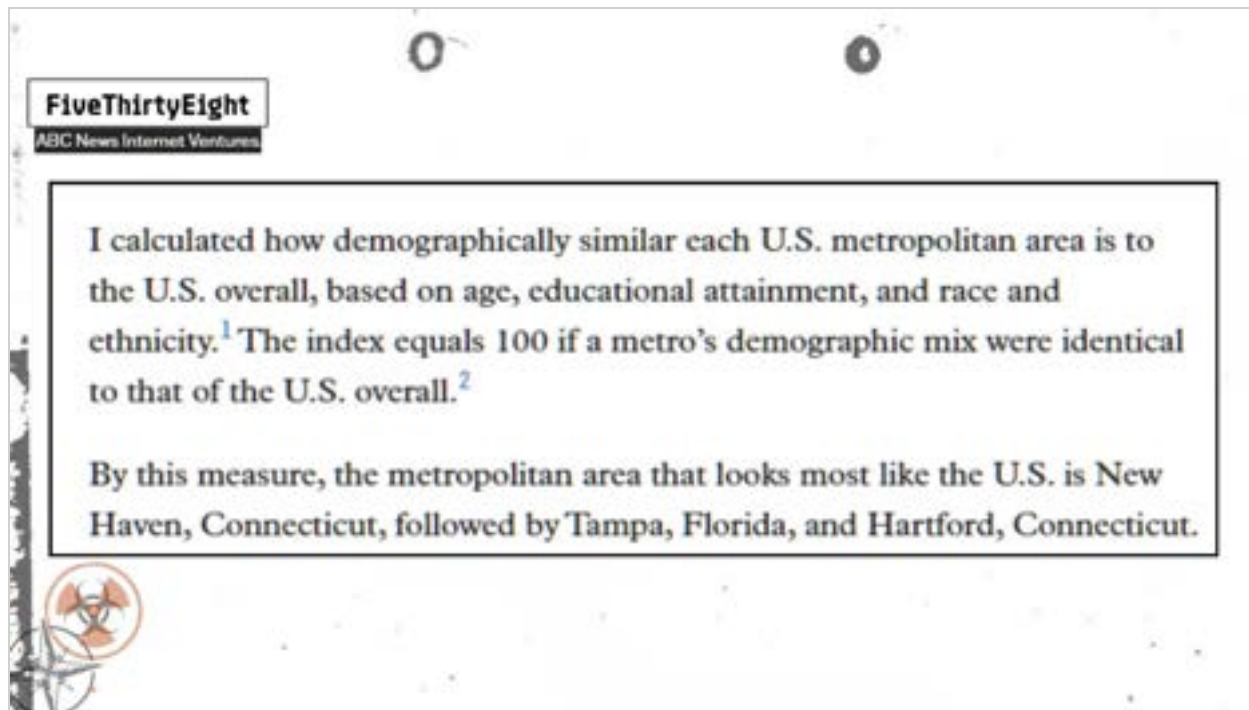 FiveThirtyEight
ABC News Internet Ventures
I calculated how demographically similar each U.S. metropolitan area is to
the U.S. overall, based on age, educational attainment, and race and
ethnicity.1 The index equals 100 if a metro’s demographic mix were identical
to that of the U.S. overall.2
By this measure, the metropolitan area that looks most like the U.S. is New
Haven, Connecticut, followed by Tampa, Florida, and Hartford, Connecticut.